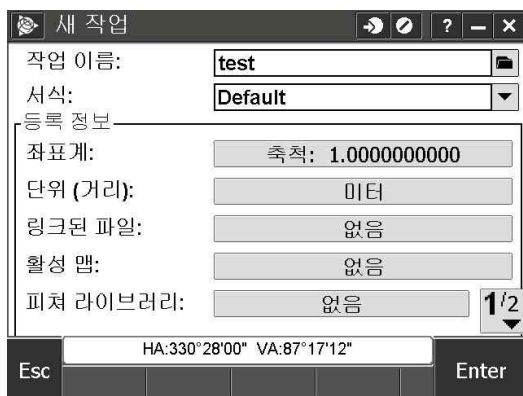 새 작업 ? – ×
작업 이름: test
서식: Default
등록 정보
좌표계: 축척: 1.0000000000
단위 (거리): 미터
링크된 파일: 없음
활성 맵: 없음
피쳐 라이브러리: 없음 1/2
HA:330°28'00" VA:87°17'12"
Esc Enter